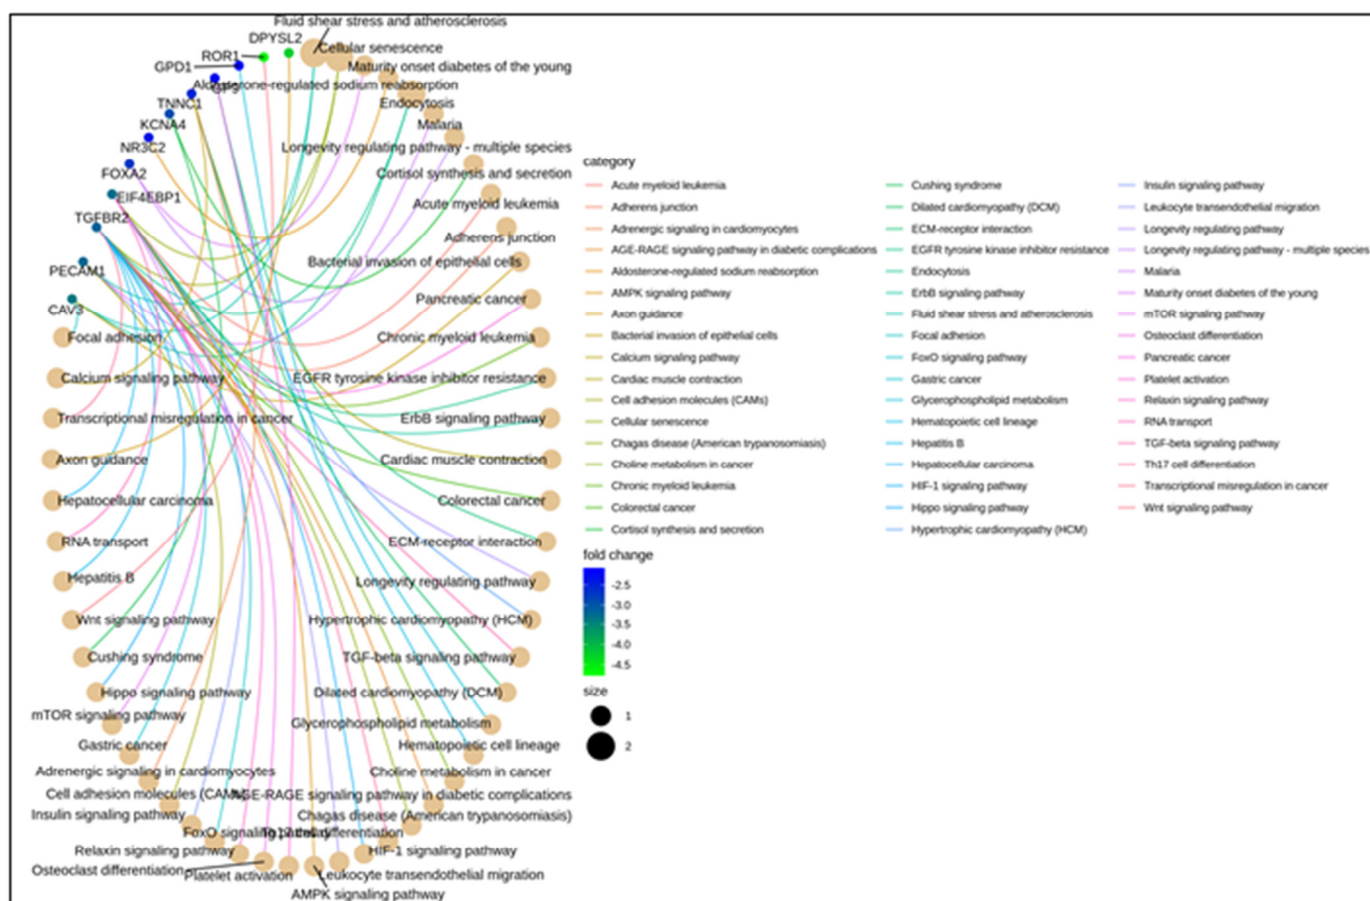 Fluid shear stress and atherosclerosis
DPYSL2
Cellular senescence
ROR1
GPD1
Maturity onset diabetes of the young
Aldosterone-regulated sodium reabsorption
TNNC1
Endocytosis
KCNA4
Malaria
NR3C2
Longevity regulating pathway - multiple species
FOXA2
Cortisol synthesis and secretion
EIF4EBP1
Acute myeloid leukemia
TGFBR2
Adherens junction
PECAM1
Bacterial invasion of epithelial cells
CAV3
Pancreatic cancer
Focal adhesion
Chronic myeloid leukemia
Calcium signaling pathway
EGFR tyrosine kinase inhibitor resistance
Transcriptional misregulation in cancer
ErbB signaling pathway
Axon guidance
Cardiac muscle contraction
Hepatocellular carcinoma
Colorectal cancer
RNA transport
ECM-receptor interaction
Hepatitis B
Longevity regulating pathway
Wnt signaling pathway
Hypertrophic cardiomyopathy (HCM)
Cushing syndrome
TGF-beta signaling pathway
Hippo signaling pathway
Dilated cardiomyopathy (DCM)
mTOR signaling pathway
Glycerophospholipid metabolism
Gastric cancer
Hematopoietic cell lineage
Adrenergic signaling in cardiomyocytes
Choline metabolism in cancer
Cell adhesion molecules (CAMs)
AGE-RAGE signaling pathway in diabetic complications
Insulin signaling pathway
Chagas disease (American trypanosomiasis)
FoxO signaling pathway
Th17 cell differentiation
Relaxin signaling pathway
HIF-1 signaling pathway
Osteoclast differentiation
Platelet activation
Leukocyte transendothelial migration
AMPK signaling pathway
category
Acute myeloid leukemia
Adherens junction
Adrenergic signaling in cardiomyocytes
AGE-RAGE signaling pathway in diabetic complications
Aldosterone-regulated sodium reabsorption
AMPK signaling pathway
Axon guidance
Bacterial invasion of epithelial cells
Calcium signaling pathway
Cardiac muscle contraction
Cell adhesion molecules (CAMs)
Cellular senescence
Chagas disease (American trypanosomiasis)
Choline metabolism in cancer
Chronic myeloid leukemia
Colorectal cancer
Cortisol synthesis and secretion
Cushing syndrome
Dilated cardiomyopathy (DCM)
ECM-receptor interaction
EGFR tyrosine kinase inhibitor resistance
Endocytosis
ErbB signaling pathway
Fluid shear stress and atherosclerosis
Focal adhesion
FoxO signaling pathway
Gastric cancer
Glycerophospholipid metabolism
Hematopoietic cell lineage
Hepatitis B
Hepatocellular carcinoma
HIF-1 signaling pathway
Hippo signaling pathway
Hypertrophic cardiomyopathy (HCM)
Insulin signaling pathway
Leukocyte transendothelial migration
Longevity regulating pathway
Longevity regulating pathway - multiple species
Malaria
Maturity onset diabetes of the young
mTOR signaling pathway
Osteoclast differentiation
Pancreatic cancer
Platelet activation
Relaxin signaling pathway
RNA transport
TGF-beta signaling pathway
Th17 cell differentiation
Transcriptional misregulation in cancer
Wnt signaling pathway
fold change
-2.5
-3.0
-3.5
-4.0
-4.5
size
1
2